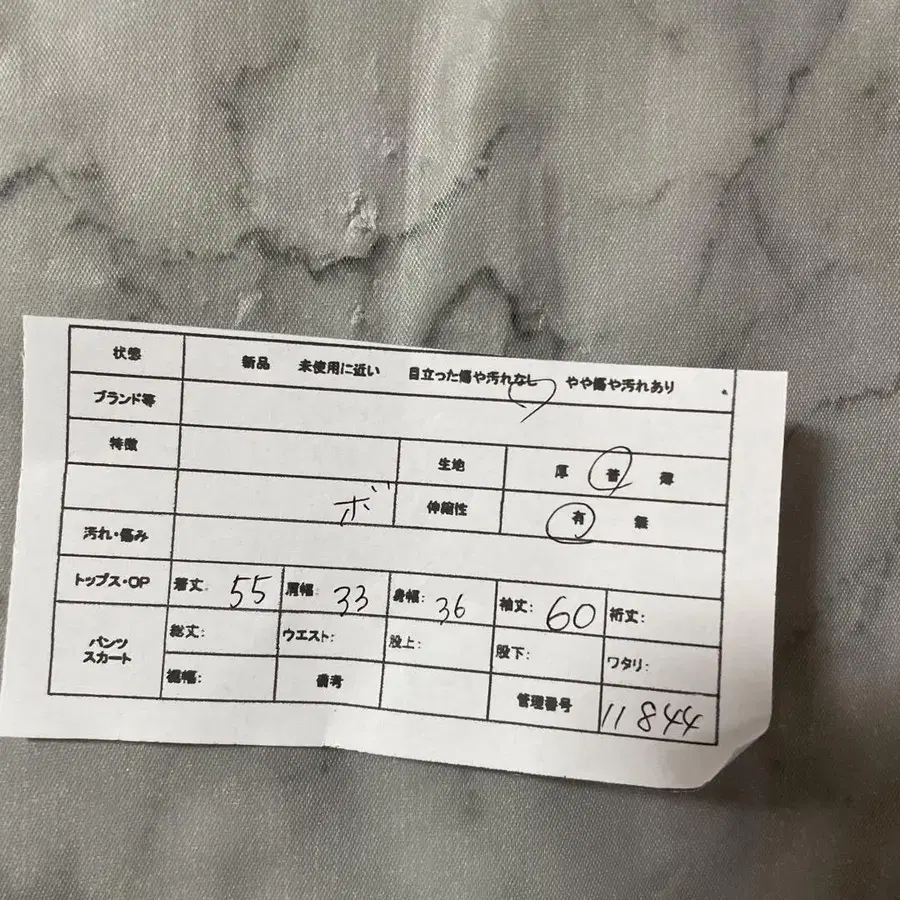 状態 新品 未使用に近い 目立った傷や汚れなし やや傷や汚れあり
ブランド等
特徴 生地 厚 普 薄
ボ 伸縮性 有 無
汚れ・傷み
トップス・OP 着丈: 55 肩幅: 33 身幅: 36 袖丈: 60 裄丈:
パンツ スカート 総丈: ウエスト: 股上: 股下: ワタリ:
裾幅: 備考 管理番号 11844